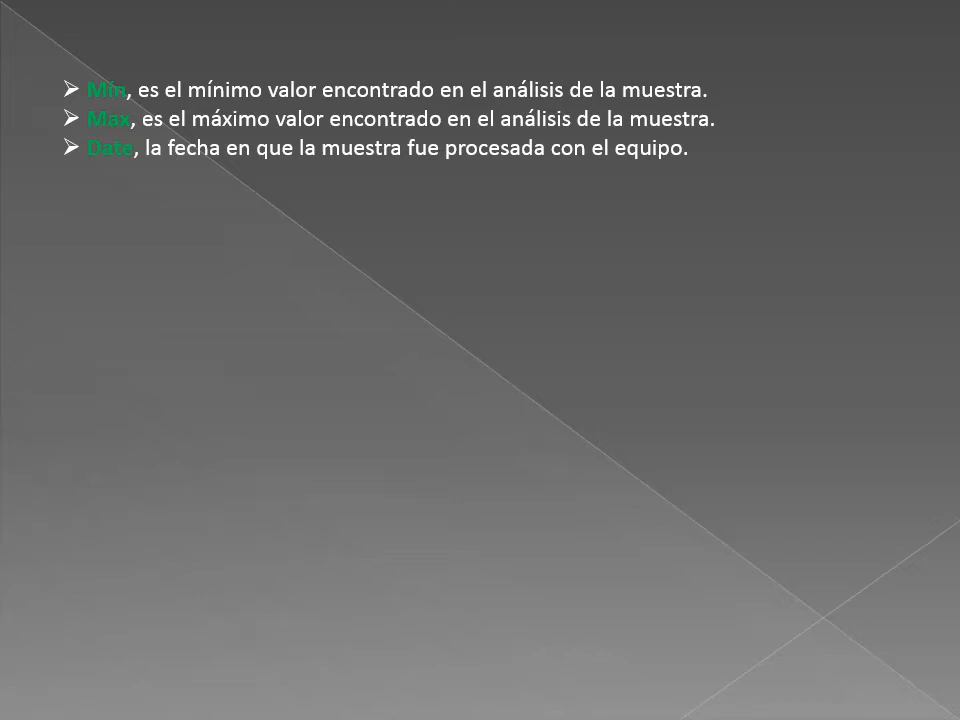 ➢ Mín, es el mínimo valor encontrado en el análisis de la muestra.
➢ Max, es el máximo valor encontrado en el análisis de la muestra.
➢ Date, la fecha en que la muestra fue procesada con el equipo.